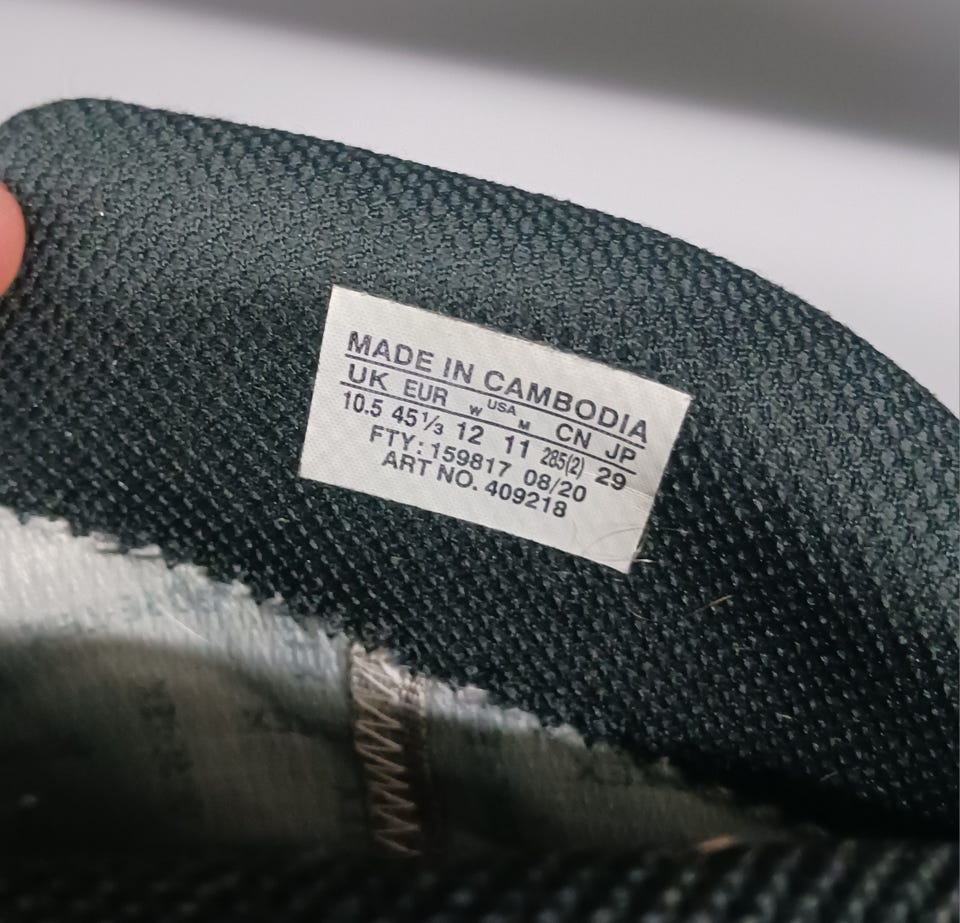 MADE IN CAMBODIA
UK EUR W USA M CN JP
10.5 45⅓ 12 11 285(2) 29
FTY: 159817 08/20
ART NO. 409218